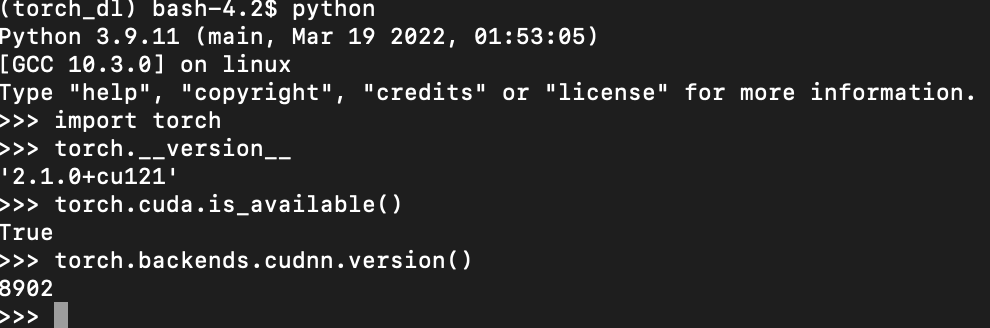 (torch_dl) bash-4.2$ python
Python 3.9.11 (main, Mar 19 2022, 01:53:05)
[GCC 10.3.0] on linux
Type "help", "copyright", "credits" or "license" for more information.
>>> import torch
>>> torch.__version__
'2.1.0+cu121'
>>> torch.cuda.is_available()
True
>>> torch.backends.cudnn.version()
8902
>>>